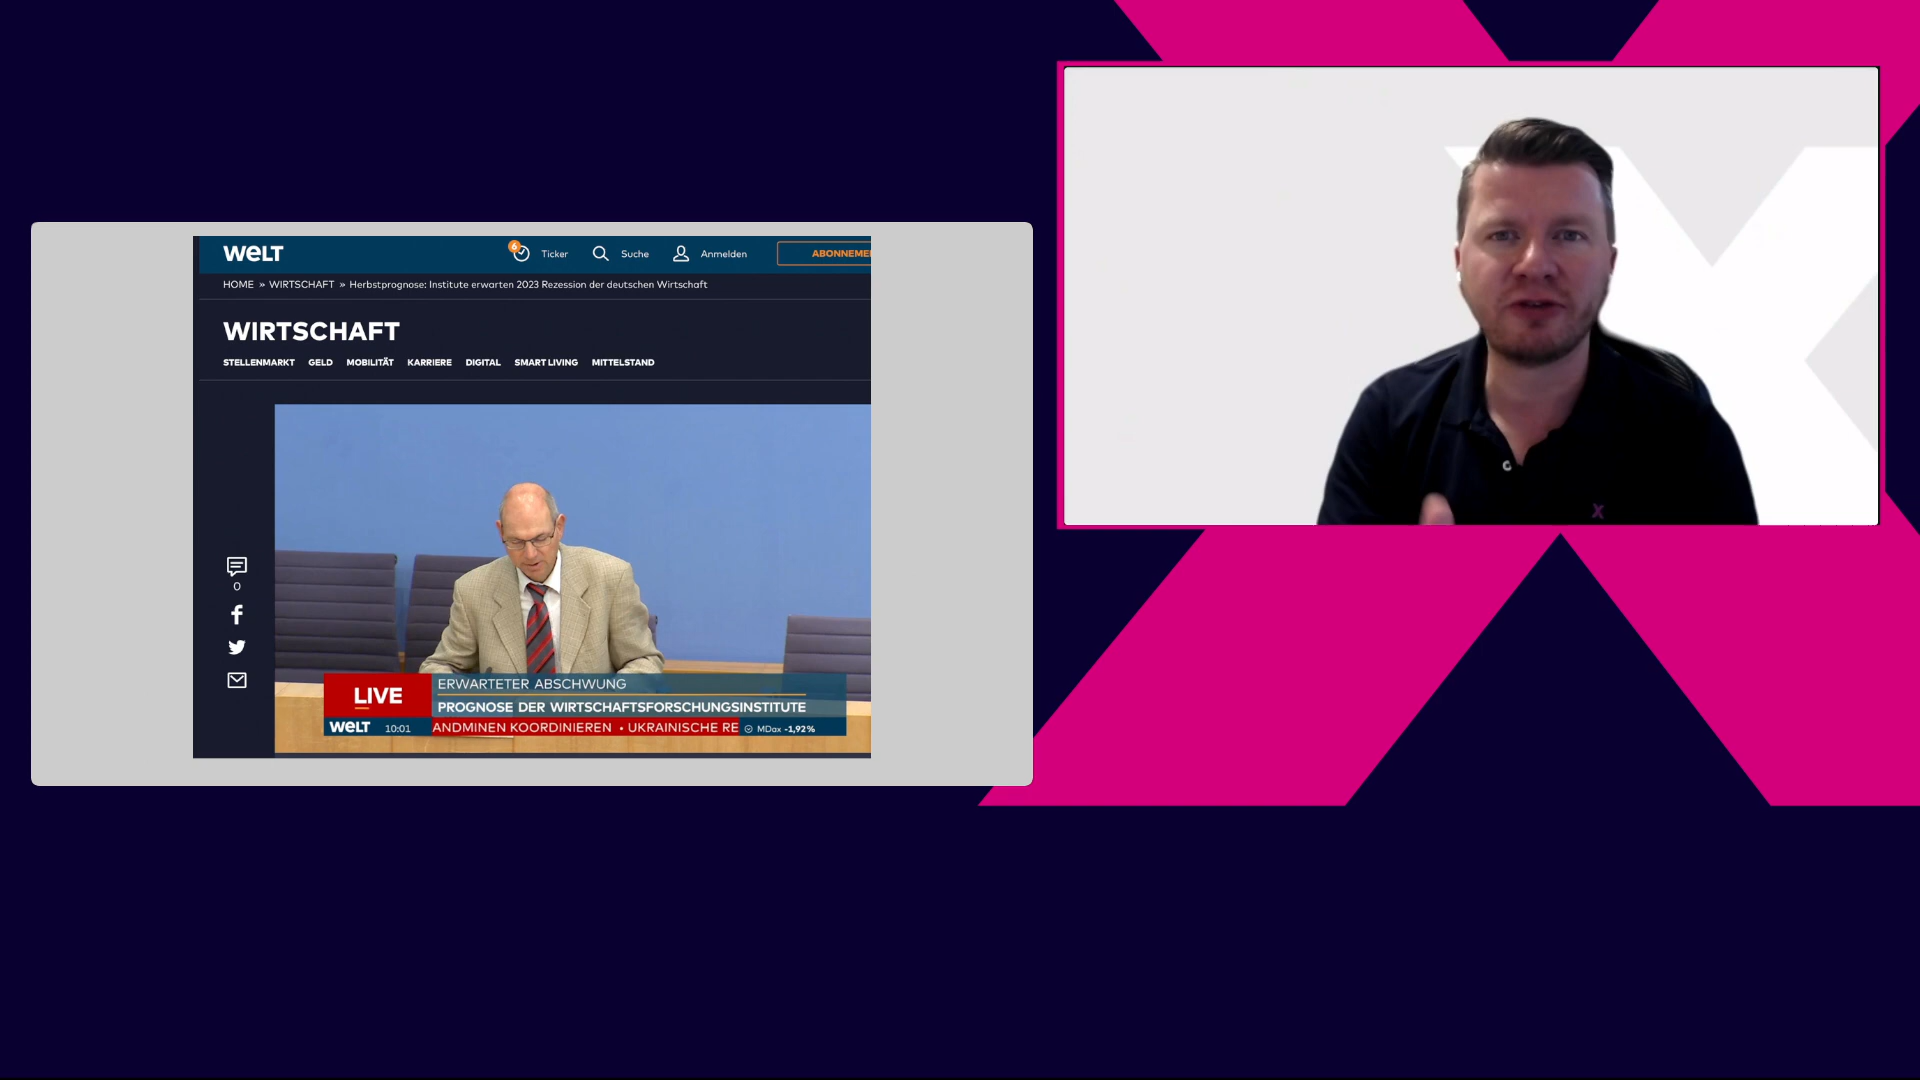 WELT
6
Ticker
Suche
Anmelden
ABONNEME
HOME » WIRTSCHAFT » Herbstprognose: Institute erwarten 2023 Rezession der deutschen Wirtschaft
WIRTSCHAFT
STELLENMARKT GELD MOBILITÄT KARRIERE DIGITAL SMART LIVING MITTELSTAND
0
LIVE
ERWARTETER ABSCHWUNG
PROGNOSE DER WIRTSCHAFTSFORSCHUNGSINSTITUTE
WELT 10:01 ANDMINEN KOORDINIEREN • UKRAINISCHE RE MDax -1,92%
X